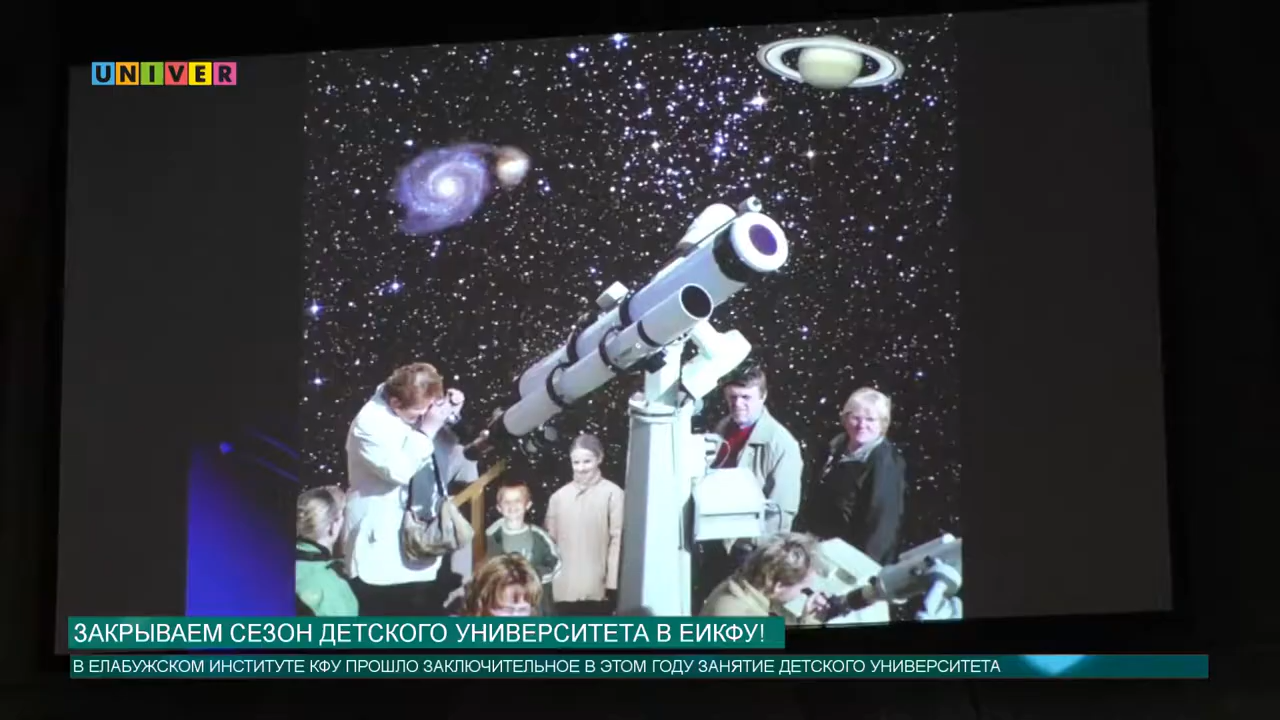 UNIVER
ЗАКРЫВАЕМ СЕЗОН ДЕТСКОГО УНИВЕРСИТЕТА В ЕИКФУ!
В ЕЛАБУЖСКОМ ИНСТИТУТЕ КФУ ПРОШЛО ЗАКЛЮЧИТЕЛЬНОЕ В ЭТОМ ГОДУ ЗАНЯТИЕ ДЕТСКОГО УНИВЕРСИТЕТА